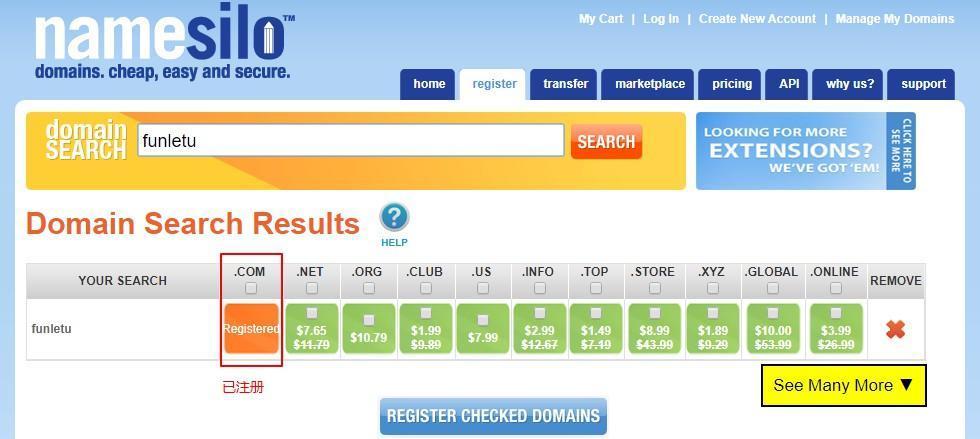 namesilo™
domains. cheap, easy and secure.
My Cart | Log In | Create New Account | Manage My Domains
home register transfer marketplace pricing API why us? support
domain
SEARCH
funletu
SEARCH
LOOKING FOR MORE
EXTENSIONS?
WE'VE GOT 'EM!
CLICK HERE TO
SEE MORE
Domain Search Results
?
HELP
YOUR SEARCH .COM .NET .ORG .CLUB .US .INFO .TOP .STORE .XYZ .GLOBAL .ONLINE REMOVE
funletu Registered $7.65 $10.79 $1.99 $7.99 $2.99 $1.49 $8.99 $1.89 $10.00 $3.99
$11.79 $9.89 $12.67 $7.19 $43.99 $9.29 $53.99 $26.99
已注册
See Many More ▼
REGISTER CHECKED DOMAINS